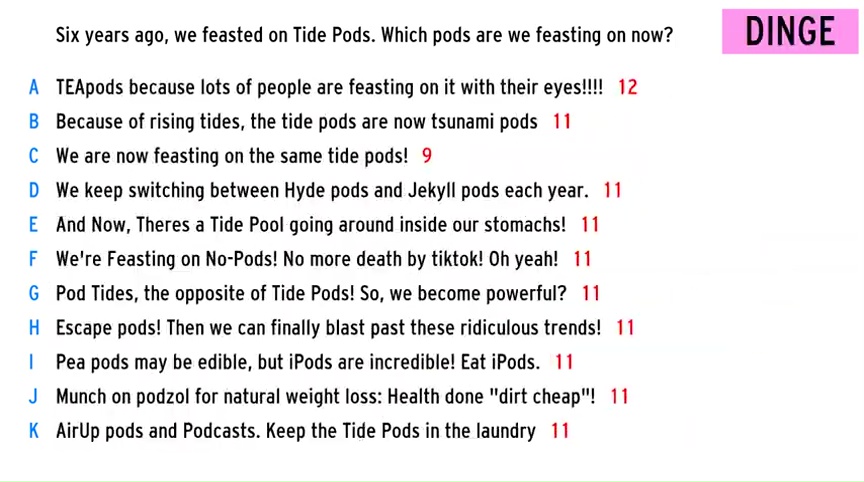 Six years ago, we feasted on Tide Pods. Which pods are we feasting on now?
DINGE
A TEApods because lots of people are feasting on it with their eyes!!!! 12
B Because of rising tides, the tide pods are now tsunami pods 11
C We are now feasting on the same tide pods! 9
D We keep switching between Hyde pods and Jekyll pods each year. 11
E And Now, Theres a Tide Pool going around inside our stomachs! 11
F We're Feasting on No-Pods! No more death by tiktok! Oh yeah! 11
G Pod Tides, the opposite of Tide Pods! So, we become powerful? 11
H Escape pods! Then we can finally blast past these ridiculous trends! 11
I Pea pods may be edible, but iPods are incredible! Eat iPods. 11
J Munch on podzol for natural weight loss: Health done "dirt cheap"! 11
K AirUp pods and Podcasts. Keep the Tide Pods in the laundry 11